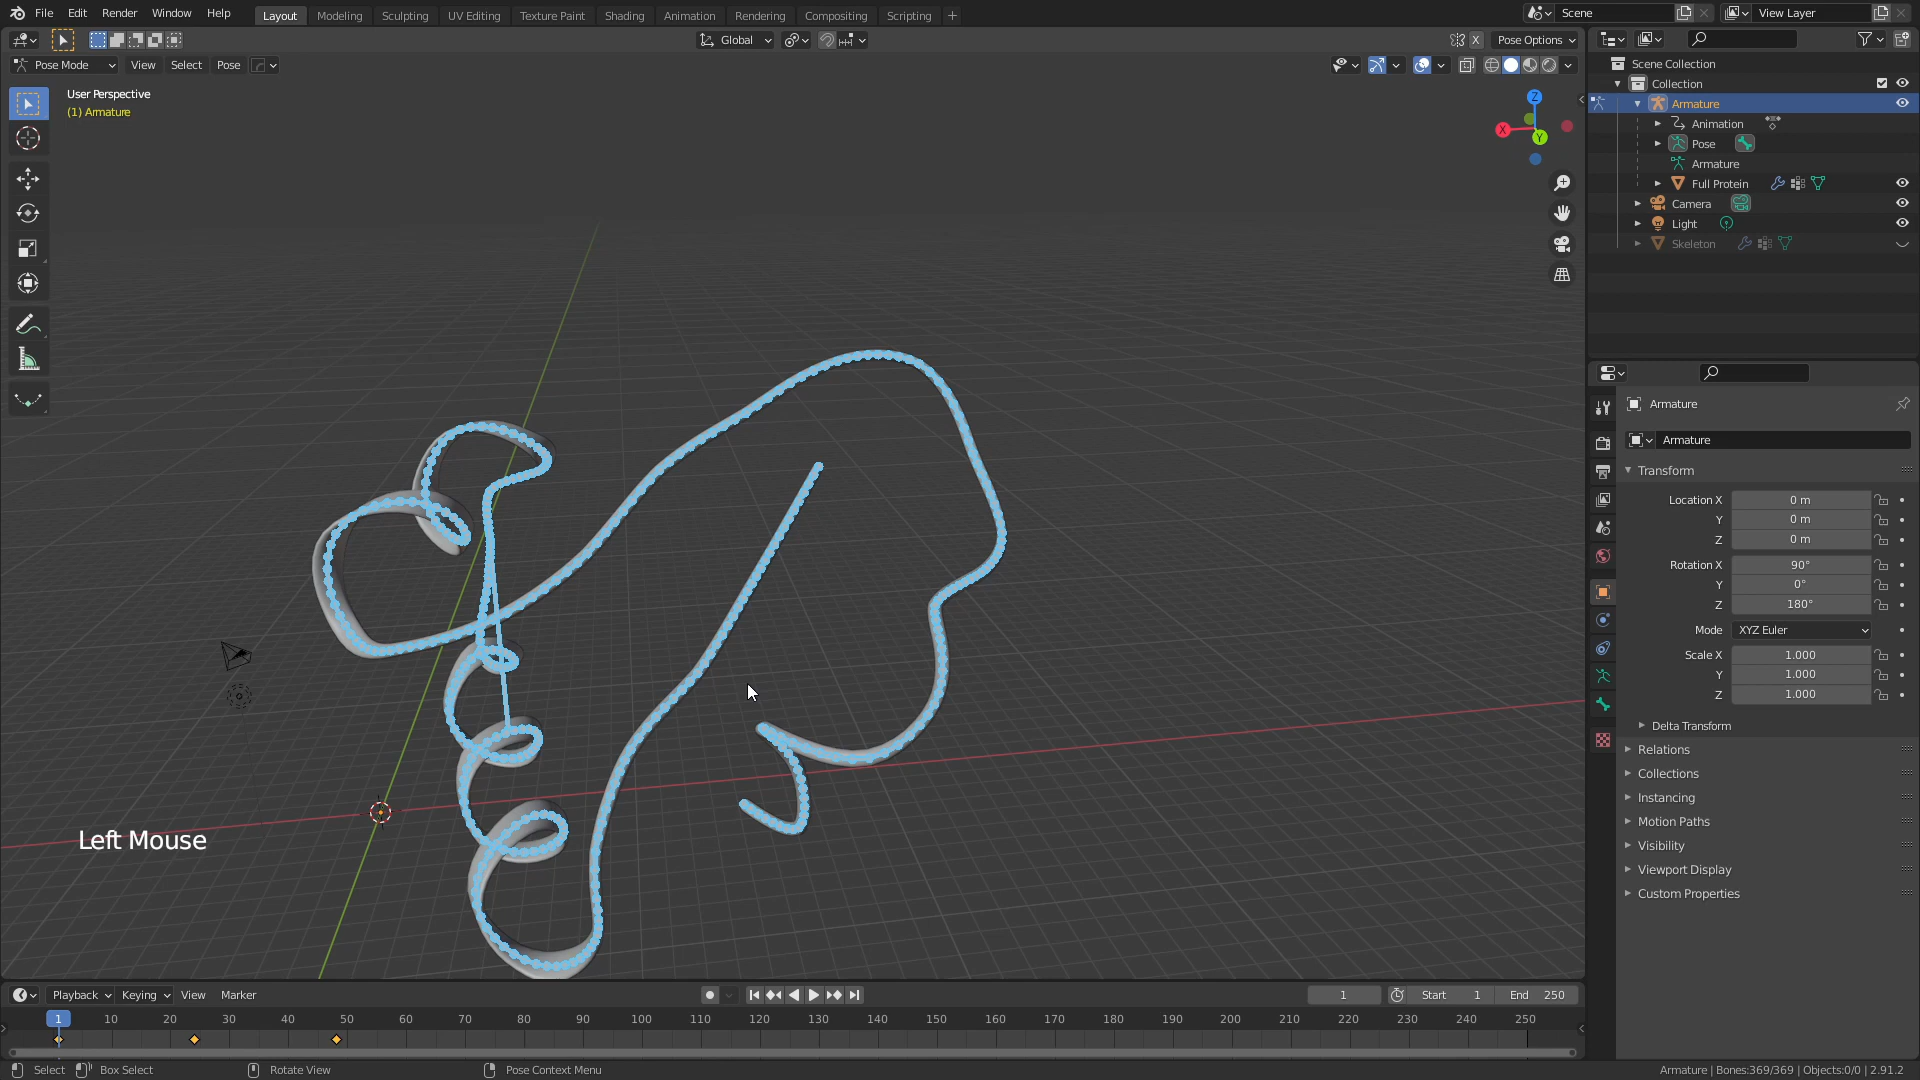 File Edit Render Window Help Layout Modeling Sculpting UV Editing Texture Paint Shading Animation Rendering Compositing Scripting + Scene View Layer
Global X Pose Options
Pose Mode View Select Pose
User Perspective
(1) Armature
Z
X
Y
Left Mouse
Scene Collection
Collection
Armature
Animation
Pose
Armature
Full Protein
Camera
Light
Skeleton
Armature
Armature
Transform
Location X 0 m
Y 0 m
Z 0 m
Rotation X 90°
Y 0°
Z 180°
Mode XYZ Euler
Scale X 1.000
Y 1.000
Z 1.000
Delta Transform
Relations
Collections
Instancing
Motion Paths
Visibility
Viewport Display
Custom Properties
Playback Keying View Marker 1 Start 1 End 250
1 10 20 30 40 50 60 70 80 90 100 110 120 130 140 150 160 170 180 190 200 210 220 230 240 250
Select Box Select Rotate View Pose Context Menu Armature | Bones:369/369 | Objects:0/0 | 2.91.2